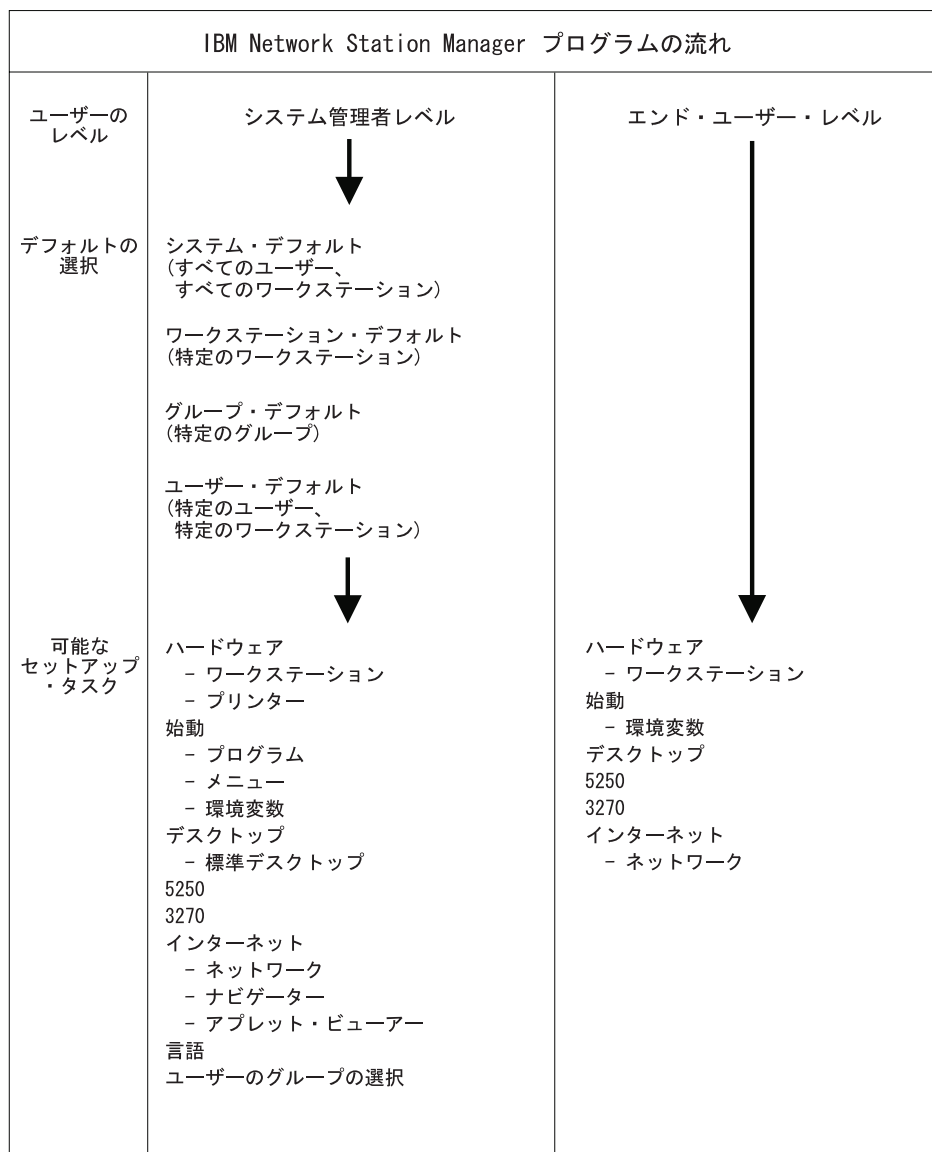 IBM Network Station Manager プログラムの流れ
ユーザーの
レベル
システム管理者レベル
エンド・ユーザー・レベル
デフォルトの
選択
システム・デフォルト
(すべてのユーザー、
すべてのワークステーション)
ワークステーション・デフォルト
(特定のワークステーション)
グループ・デフォルト
(特定のグループ)
ユーザー・デフォルト
(特定のユーザー、
特定のワークステーション)
可能な
セットアップ
・タスク
ハードウェア
- ワークステーション
- プリンター
始動
- プログラム
- メニュー
- 環境変数
デスクトップ
- 標準デスクトップ
5250
3270
インターネット
- ネットワーク
- ナビゲーター
- アプレット・ビューアー
言語
ユーザーのグループの選択
ハードウェア
- ワークステーション
始動
- 環境変数
デスクトップ
5250
3270
インターネット
- ネットワーク